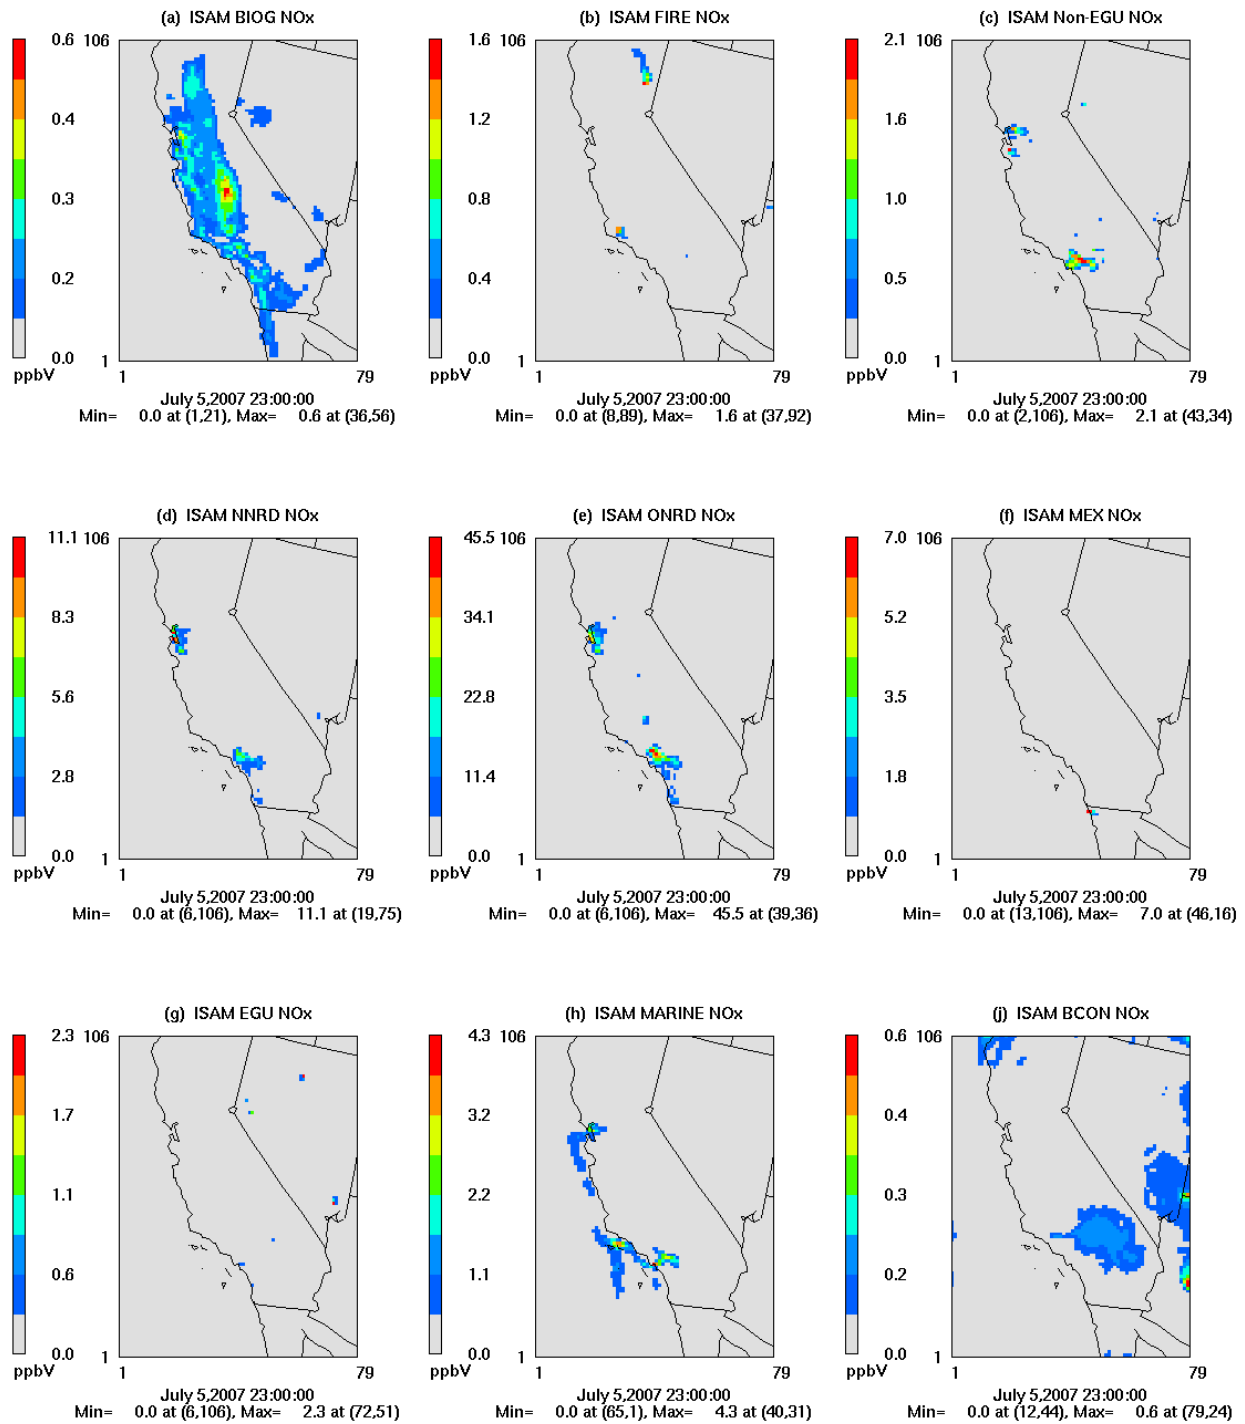 (a) ISAM BIOG NOx
0.6
0.4
0.3
0.2
0.0
ppbV
106
1
1
79
July 5,2007 23:00:00
Min= 0.0 at (1,21), Max= 0.6 at (36,56)
(b) ISAM FIRE NOx
1.6
1.2
0.8
0.4
0.0
ppbV
106
1
1
79
July 5,2007 23:00:00
Min= 0.0 at (8,89), Max= 1.6 at (37,92)
(c) ISAM Non-EGU NOx
2.1
1.6
1.0
0.5
0.0
ppbV
106
1
1
79
July 5,2007 23:00:00
Min= 0.0 at (2,106), Max= 2.1 at (43,34)
(d) ISAM NNRD NOx
11.1
8.3
5.6
2.8
0.0
ppbV
106
1
1
79
July 5,2007 23:00:00
Min= 0.0 at (6,106), Max= 11.1 at (19,75)
(e) ISAM ONRD NOx
45.5
34.1
22.8
11.4
0.0
ppbV
106
1
1
79
July 5,2007 23:00:00
Min= 0.0 at (6,106), Max= 45.5 at (39,36)
(f) ISAM MEX NOx
7.0
5.2
3.5
1.8
0.0
ppbV
106
1
1
79
July 5,2007 23:00:00
Min= 0.0 at (13,106), Max= 7.0 at (46,16)
(g) ISAM EGU NOx
2.3
1.7
1.1
0.6
0.0
ppbV
106
1
1
79
July 5,2007 23:00:00
Min= 0.0 at (6,106), Max= 2.3 at (72,51)
(h) ISAM MARINE NOx
4.3
3.2
2.2
1.1
0.0
ppbV
106
1
1
79
July 5,2007 23:00:00
Min= 0.0 at (65,1), Max= 4.3 at (40,31)
(j) ISAM BCON NOx
0.6
0.4
0.3
0.2
0.0
ppbV
106
1
1
79
July 5,2007 23:00:00
Min= 0.0 at (12,44), Max= 0.6 at (79,24)